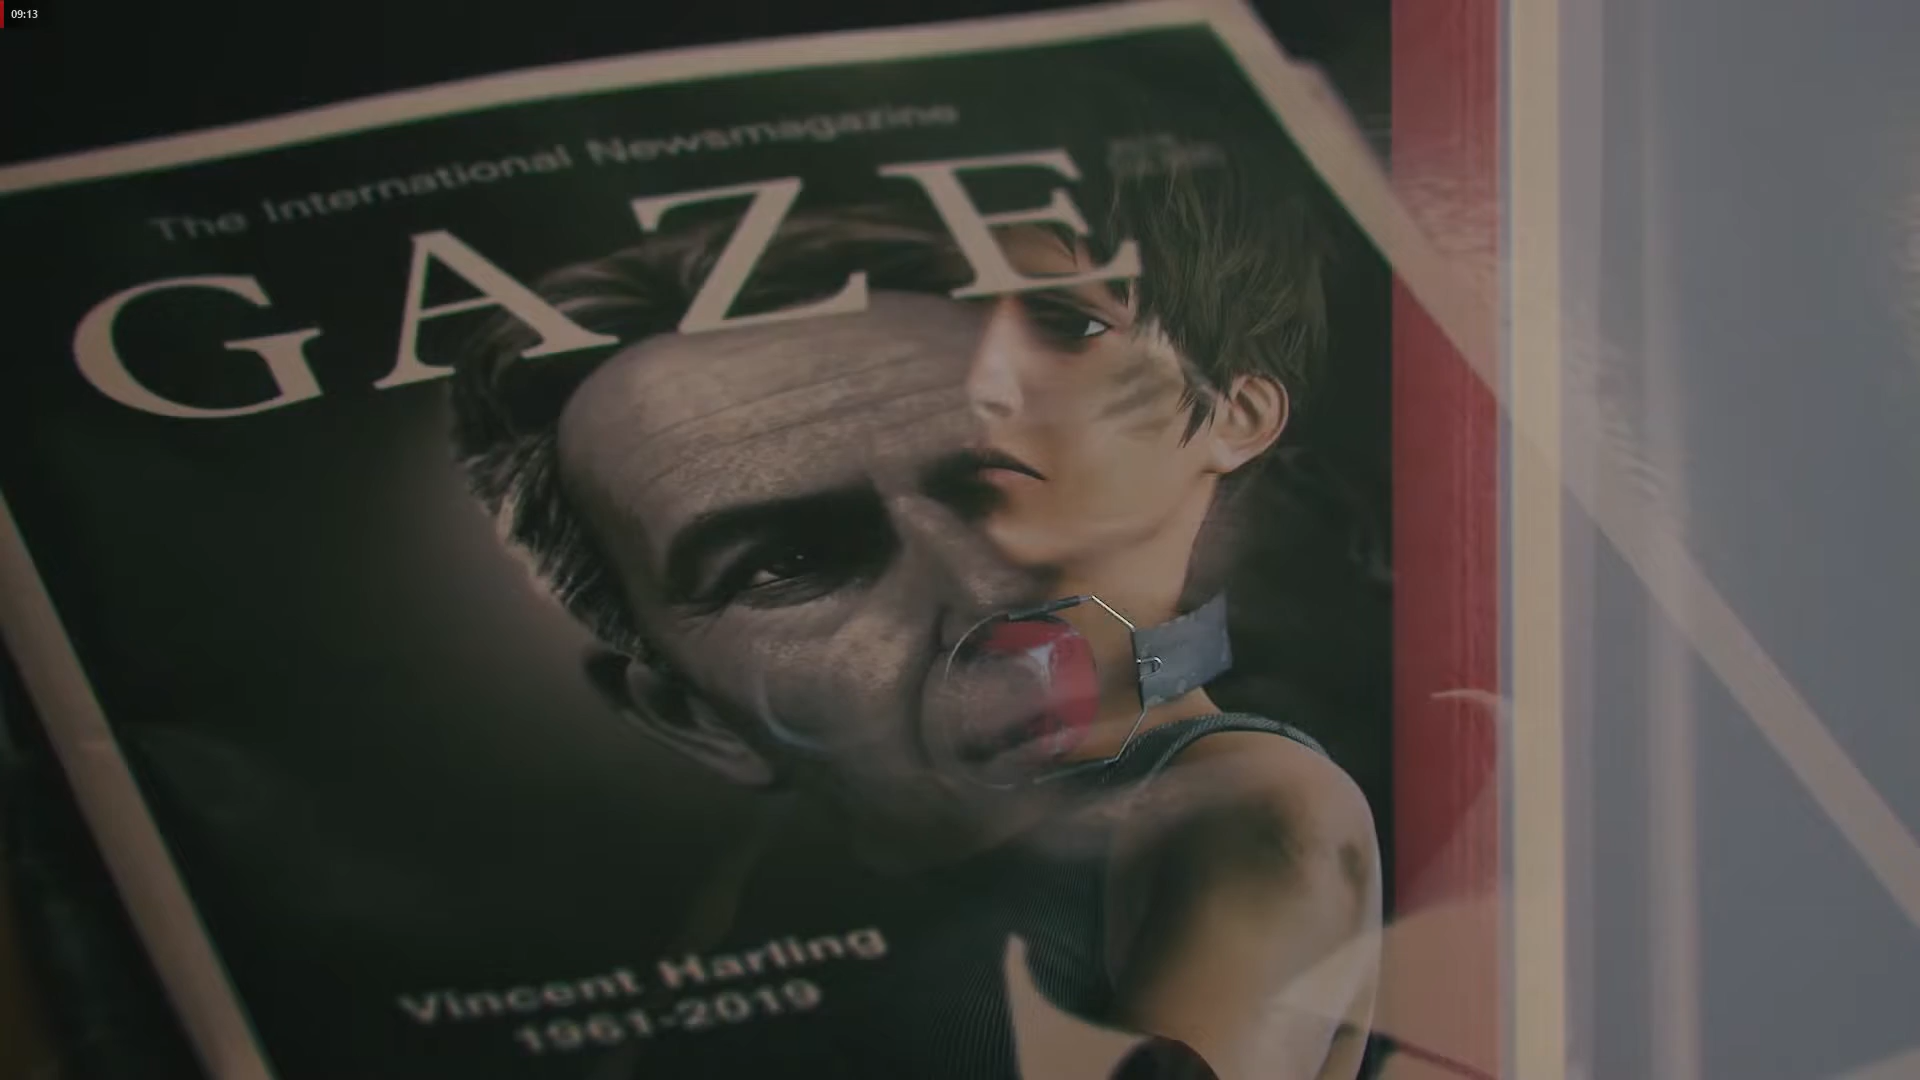 09:13
The International Newsmagazine
GAZE
Vincent Harling
1961-2019